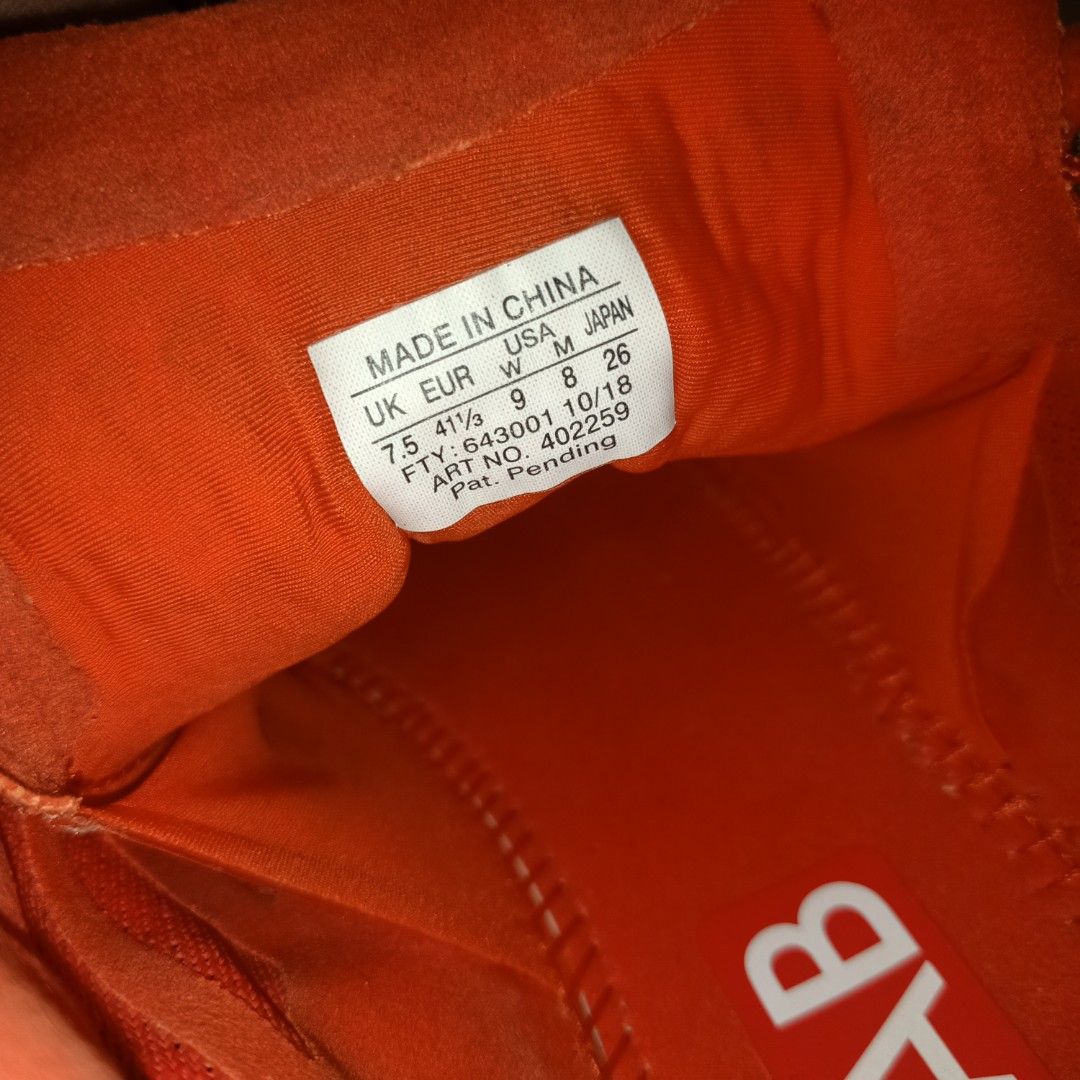 MADE IN CHINA
USA
UK EUR W M JAPAN
7.5 41⅓ 9 8 26
FTY: 643001 10/18
ART NO. 402259
Pat. Pending
AB